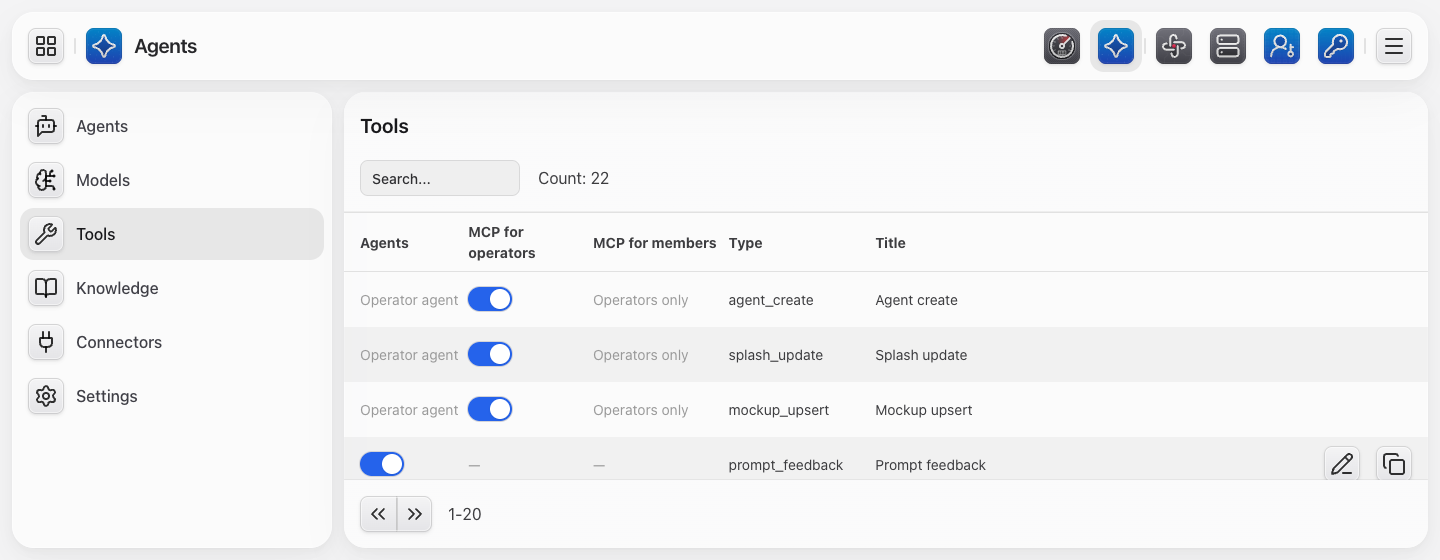 Agents
Agents
Models
Tools
Knowledge
Connectors
Settings
Tools
Search...
Count: 22
Agents
MCP for
operators
MCP for members
Type
Title
Operator agent
Operators only
agent_create
Agent create
Operator agent
Operators only
splash_update
Splash update
Operator agent
Operators only
mockup_upsert
Mockup upsert
—
—
prompt_feedback
Prompt feedback
1-20